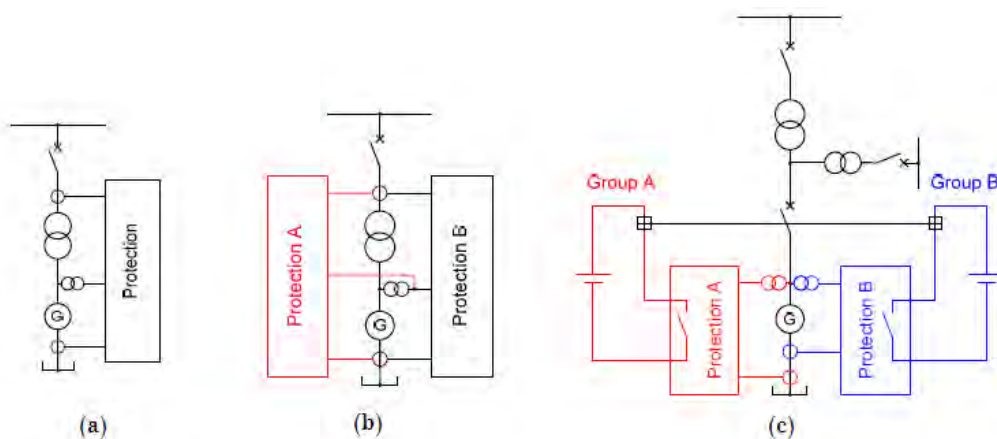 Protection
G
(a)
Protection A
Protection B
G
(b)
Group A
Group B
Protection A
Protection B
G
(c)